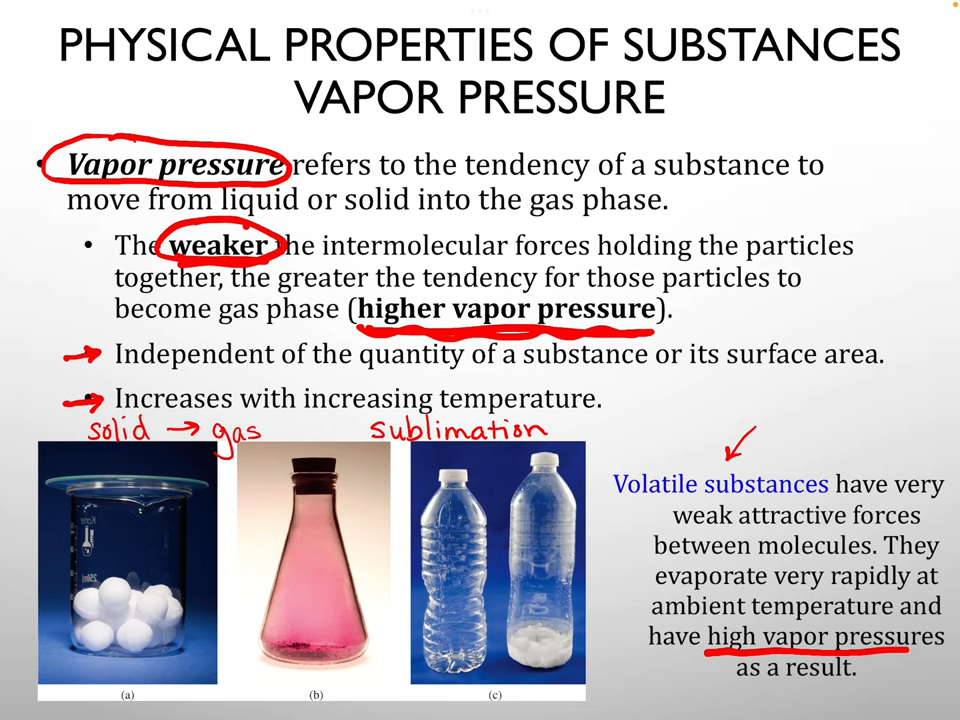 PHYSICAL PROPERTIES OF SUBSTANCES
VAPOR PRESSURE
• Vapor pressure refers to the tendency of a substance to
move from liquid or solid into the gas phase.
• The weaker the intermolecular forces holding the particles
together, the greater the tendency for those particles to
become gas phase (higher vapor pressure).
Independent of the quantity of a substance or its surface area.
• Increases with increasing temperature.
solid → gas
sublimation
Volatile substances have very
weak attractive forces
between molecules. They
evaporate very rapidly at
ambient temperature and
have high vapor pressures
as a result.
250
(a)
(b)
(c)